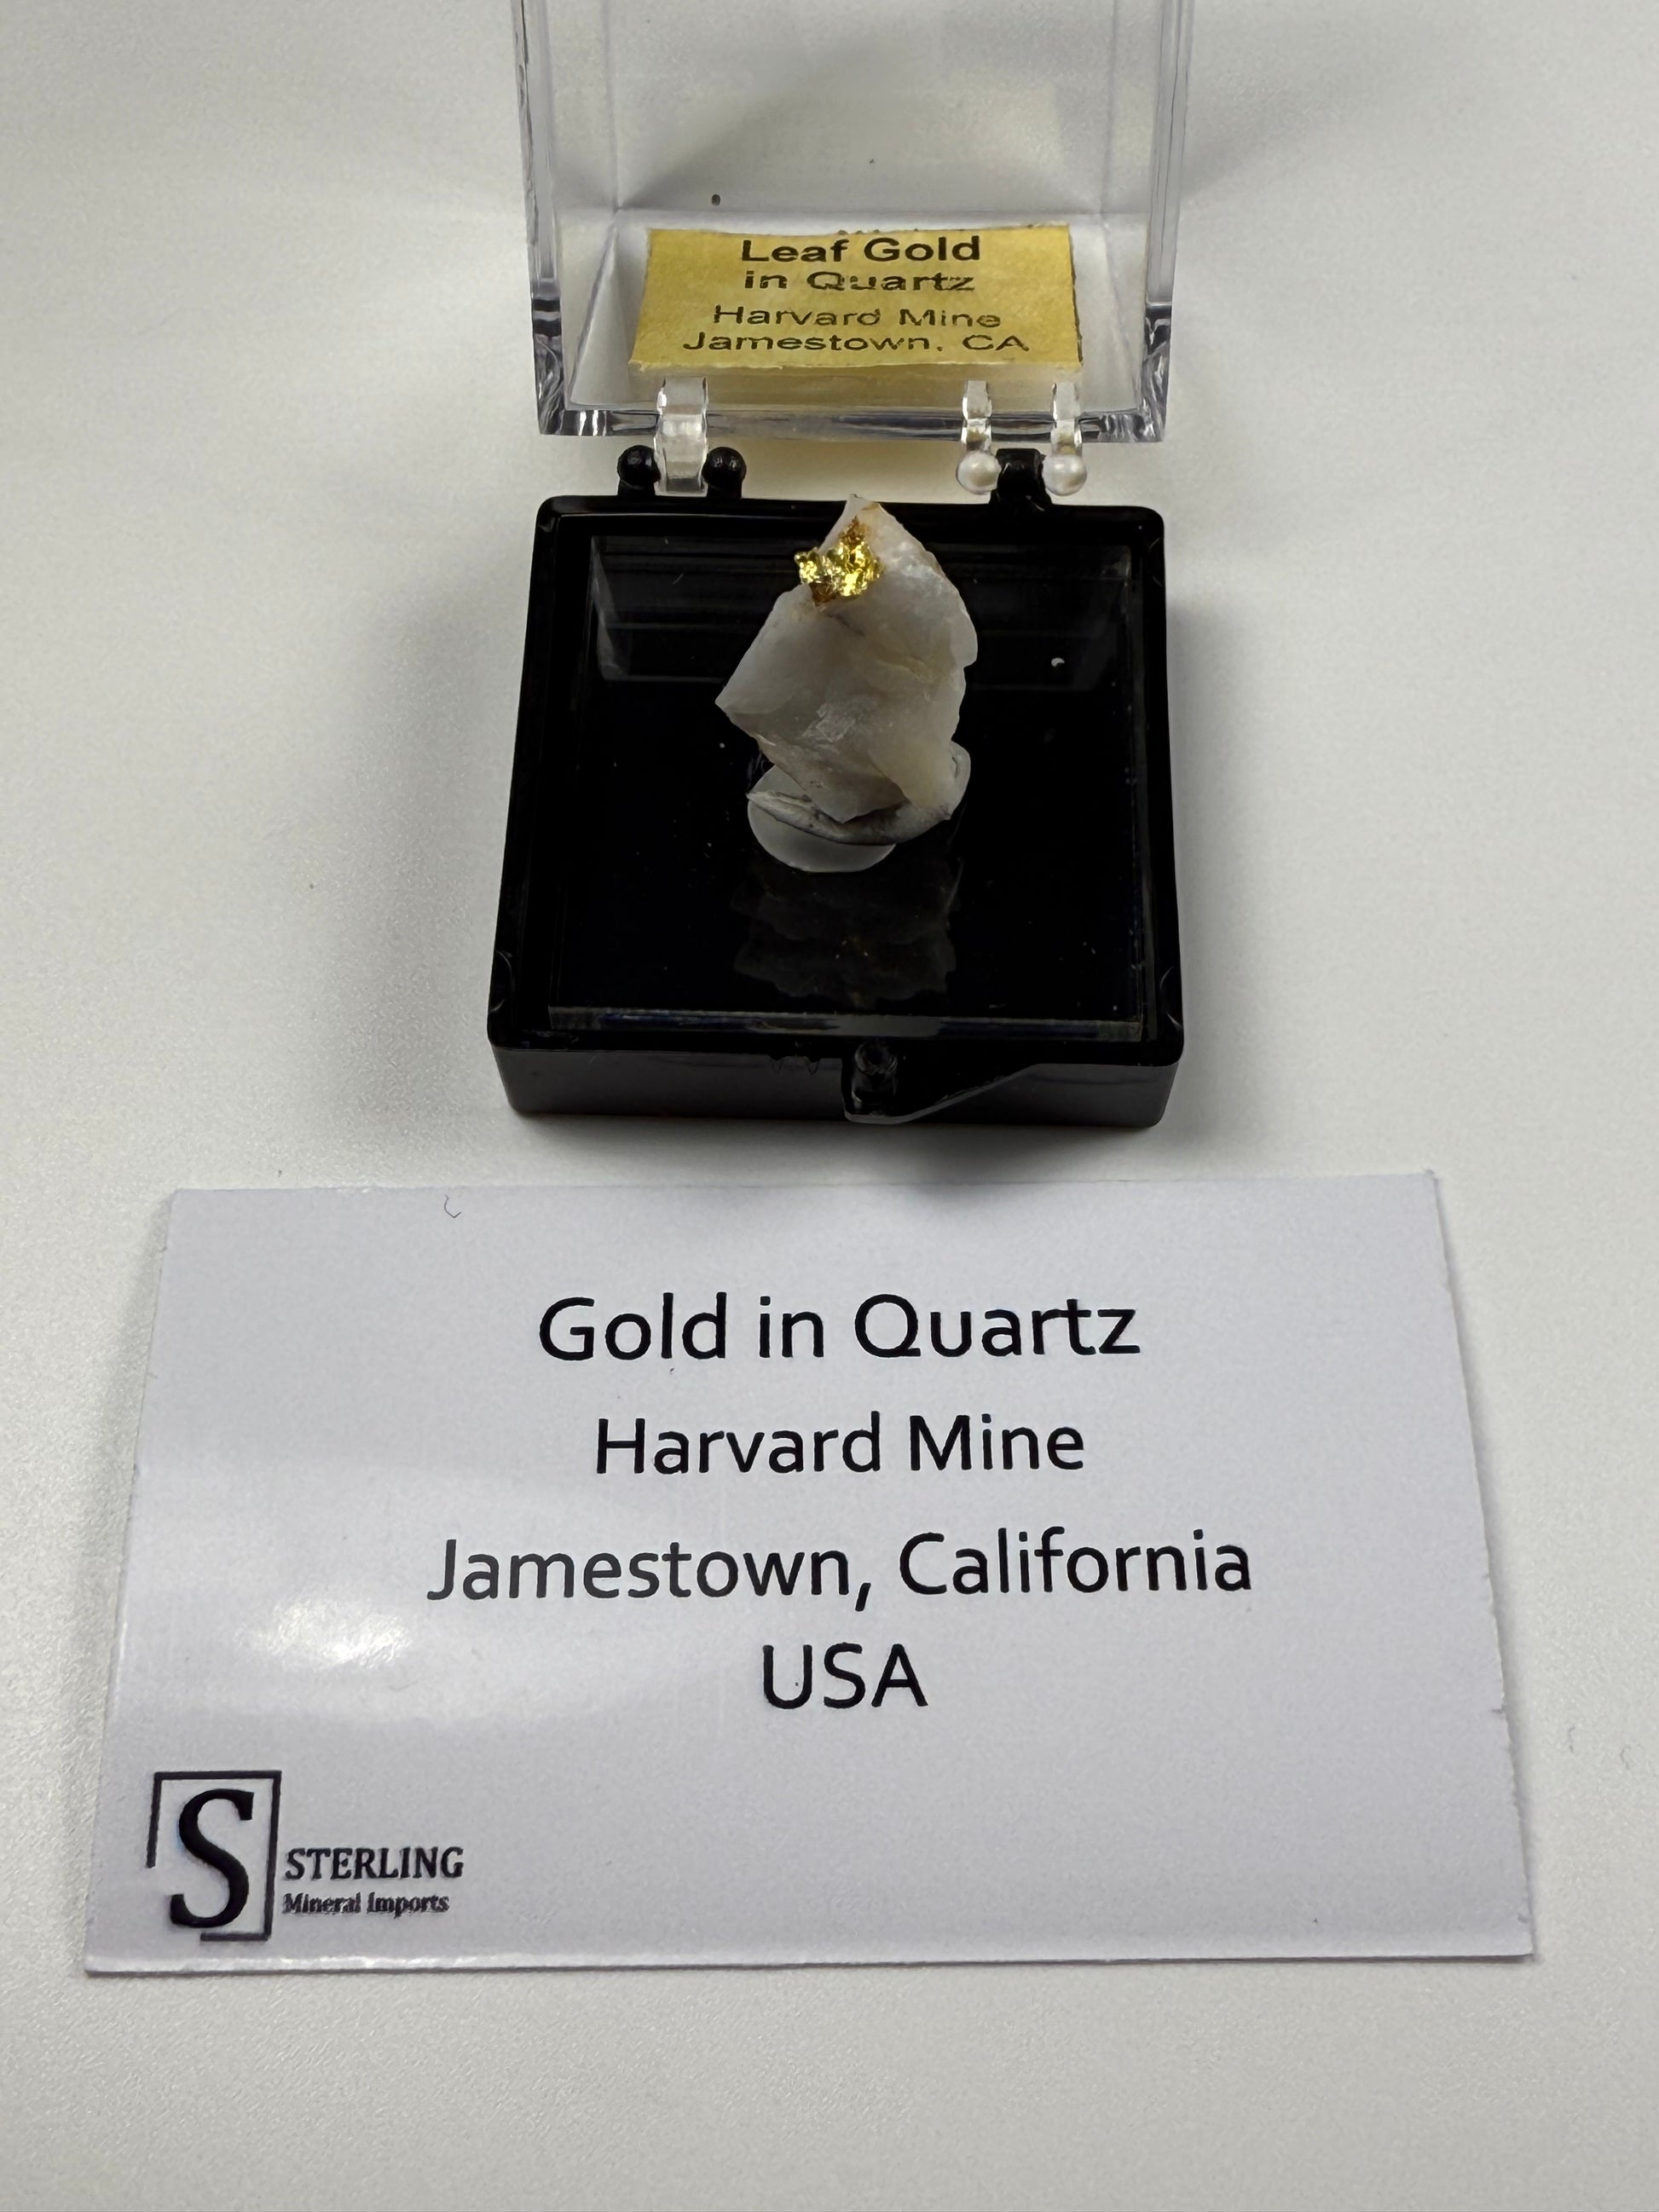 Leaf Gold
in Quartz
Harvard Mine
Jamestown, CA
Gold in Quartz
Harvard Mine
Jamestown, California
USA
S
STERLING
Mineral Imports